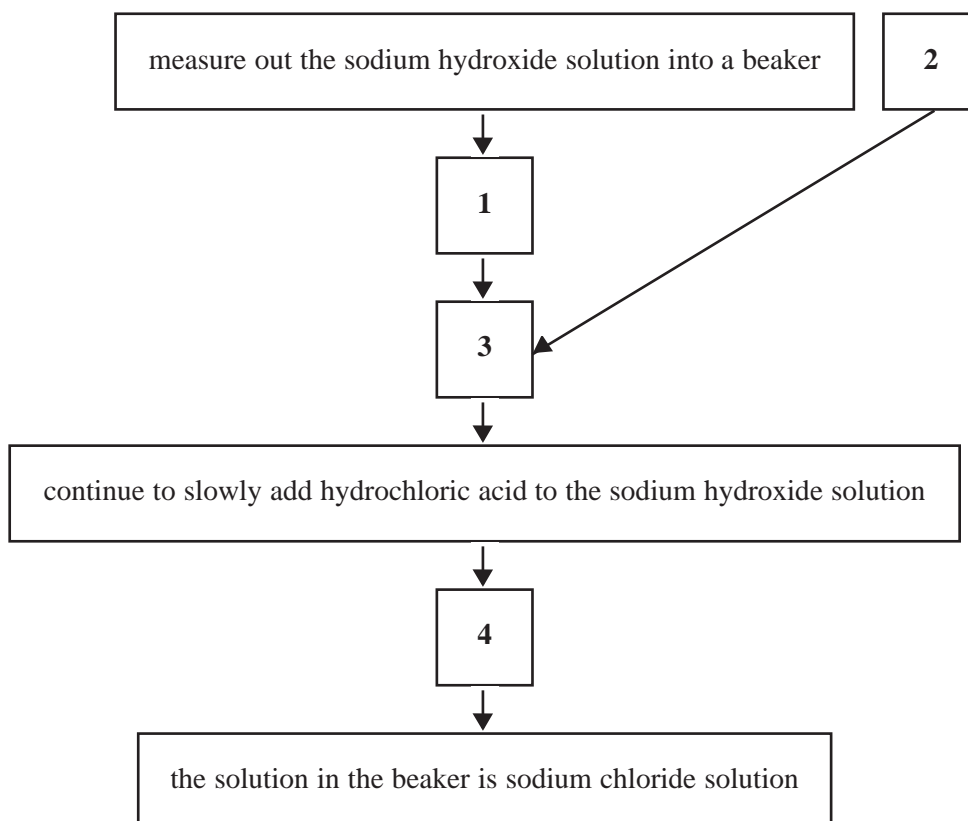 measure out the sodium hydroxide solution into a beaker
2
1
3
continue to slowly add hydrochloric acid to the sodium hydroxide solution
4
the solution in the beaker is sodium chloride solution